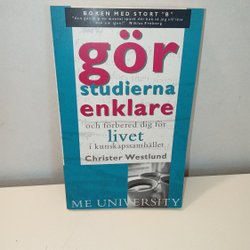 BOKEN MED STORT "B"
gör
studierna
enklare
och förbered dig för
livet
i kunskapssamhället
Christer Westlund
ME UNIVERSITY